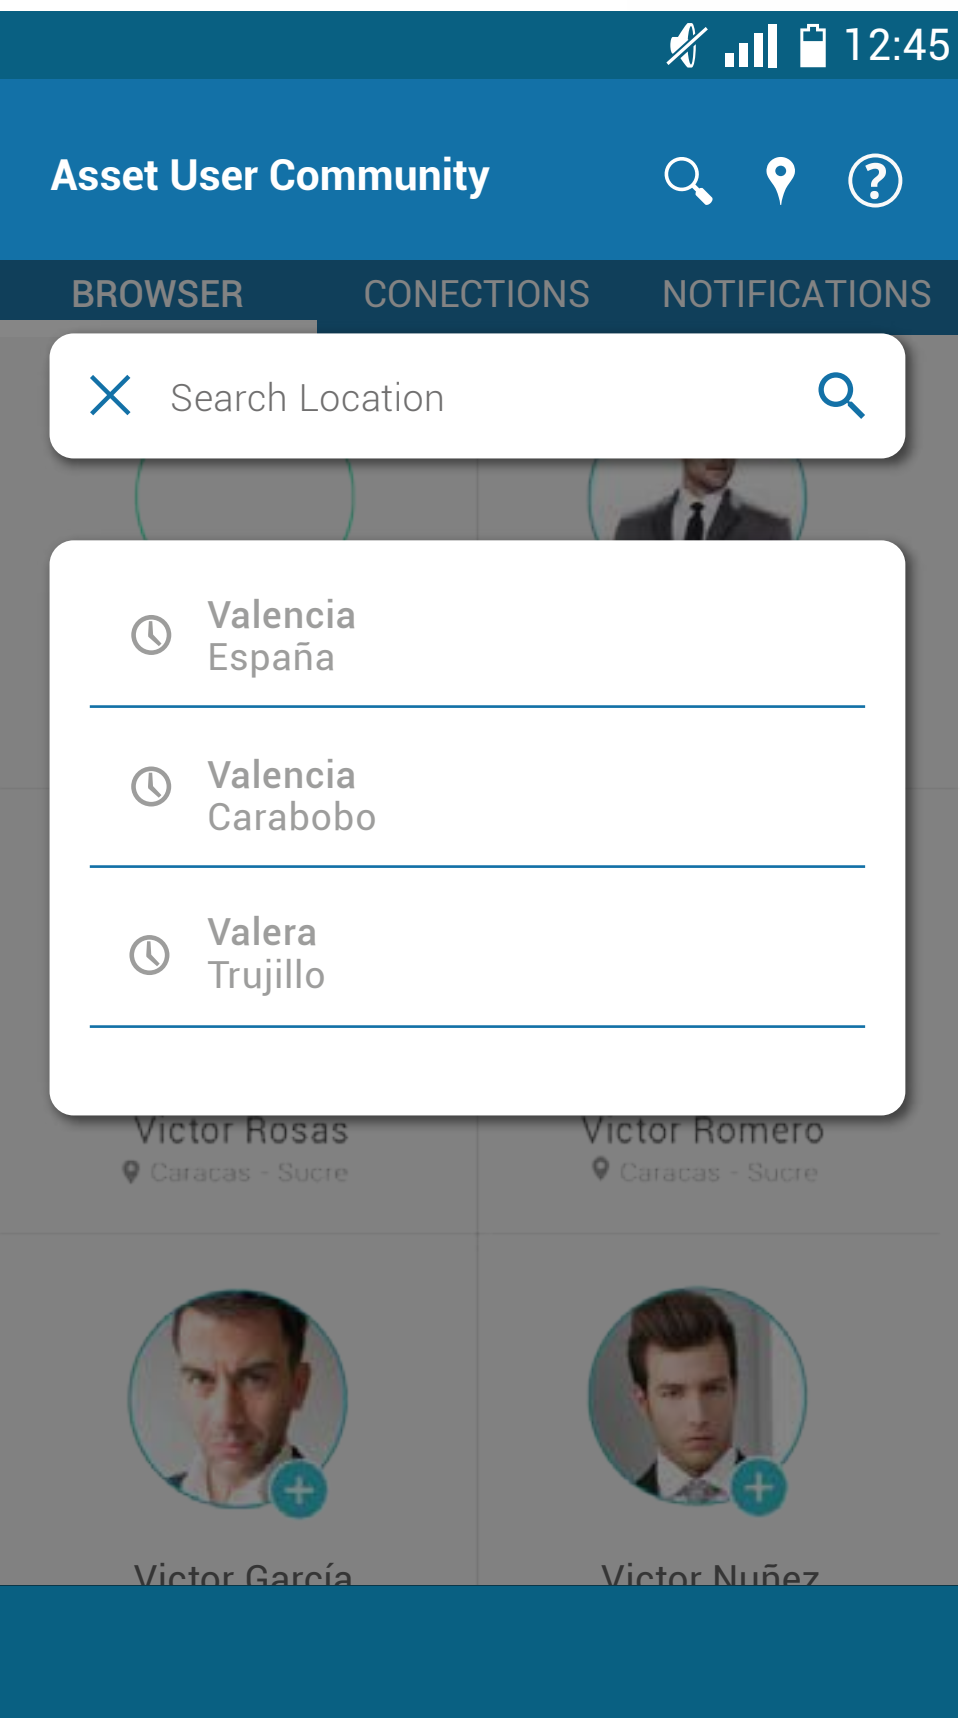 12:45
Asset User Community
BROWSER CONECTIONS NOTIFICATIONS
Search Location
Valencia
España
Valencia
Carabobo
Valera
Trujillo
Victor Rosas Victor Romero
Caracas - Sucre Caracas - Sucre
Victor García Victor Nuñez